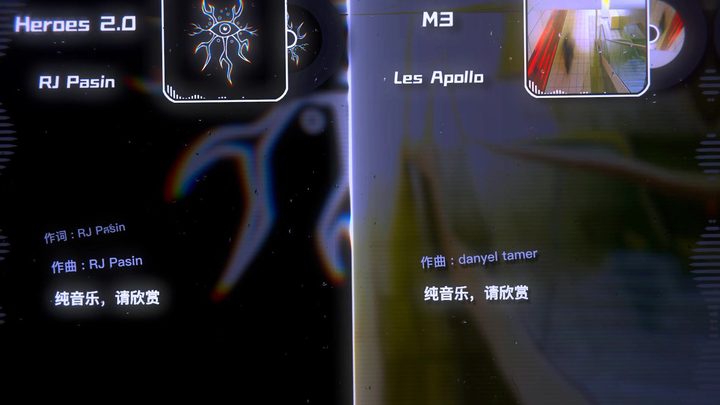 Heroes 2.0
RJ Pasin
作词：RJ Pasin
作曲：RJ Pasin
纯音乐，请欣赏
M3
Les Apollo
作曲：danyel tamer
纯音乐，请欣赏